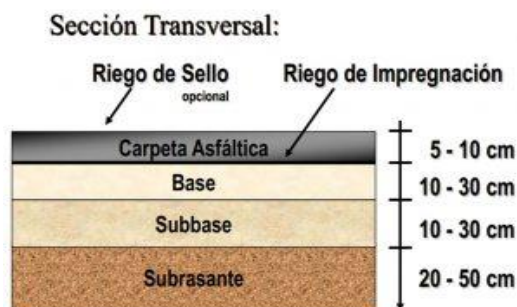 Sección Transversal:
Riego de Sello
opcional
Riego de Impregnación
Carpeta Asfáltica
5 - 10 cm
Base
10 - 30 cm
Subbase
10 - 30 cm
Subrasante
20 - 50 cm